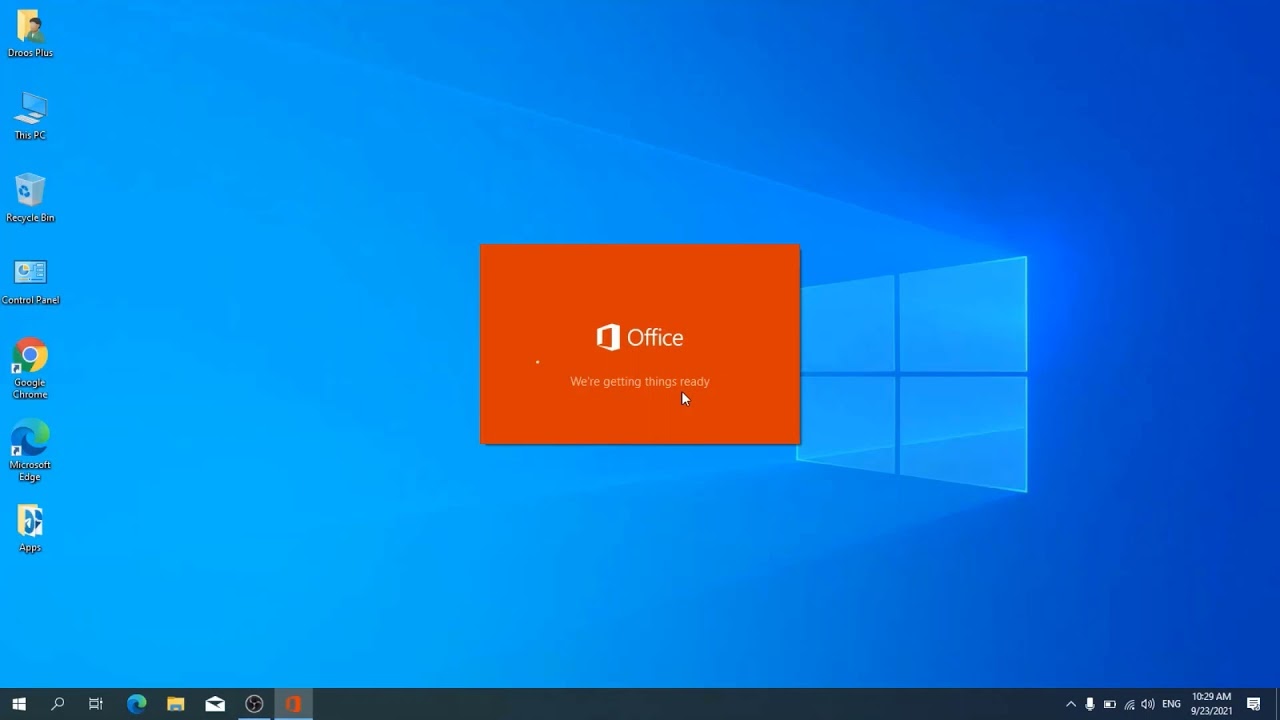 Droos Plus
This PC
Recycle Bin
Control Panel
Google
Chrome
Microsoft
Edge
Apps
Office
We're getting things ready
ENG
10:29 AM
9/23/2021